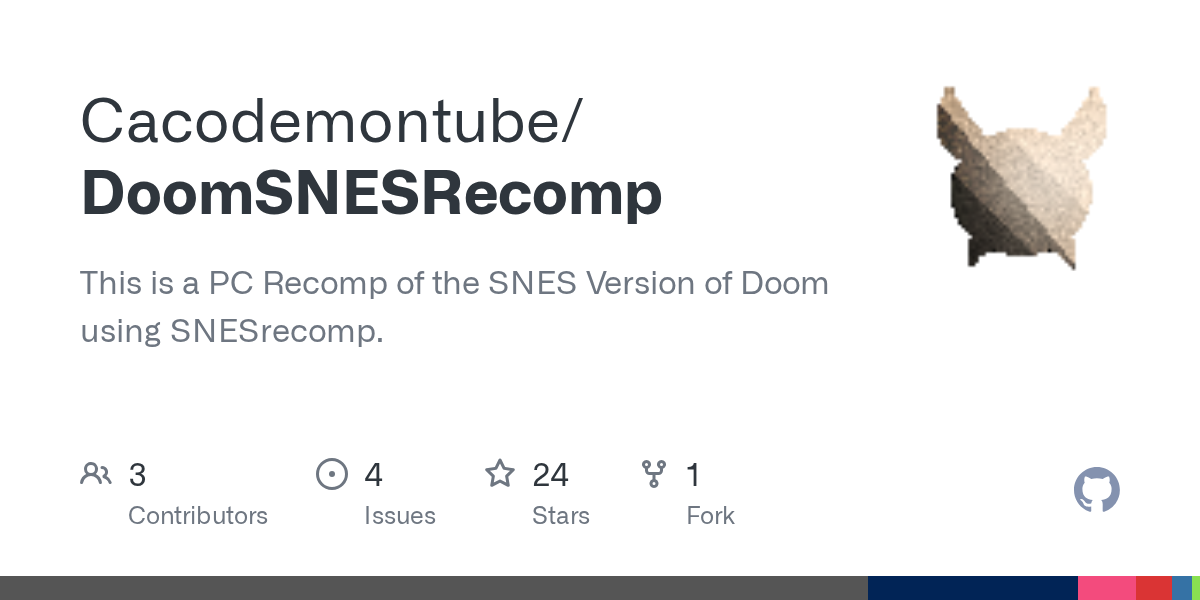 Cacodemontube/
DoomSNESRecomp
This is a PC Recomp of the SNES Version of Doom
using SNESrecomp.
3
Contributors
4
Issues
24
Stars
1
Fork